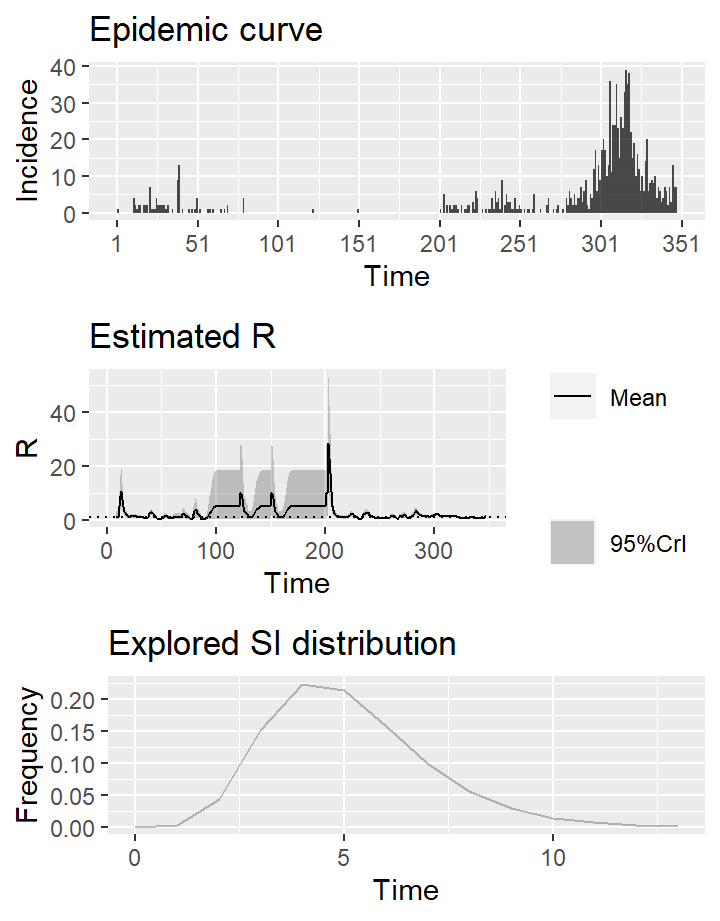 Epidemic curve
40
30
20
10
0
Incidence
1 51 101 151 201 251 301 351
Time
Estimated R
40
20
0
R
0 100 200 300
Time
Mean
95%CrI
Explored SI distribution
0.20
0.15
0.10
0.05
0.00
Frequency
0 5 10
Time